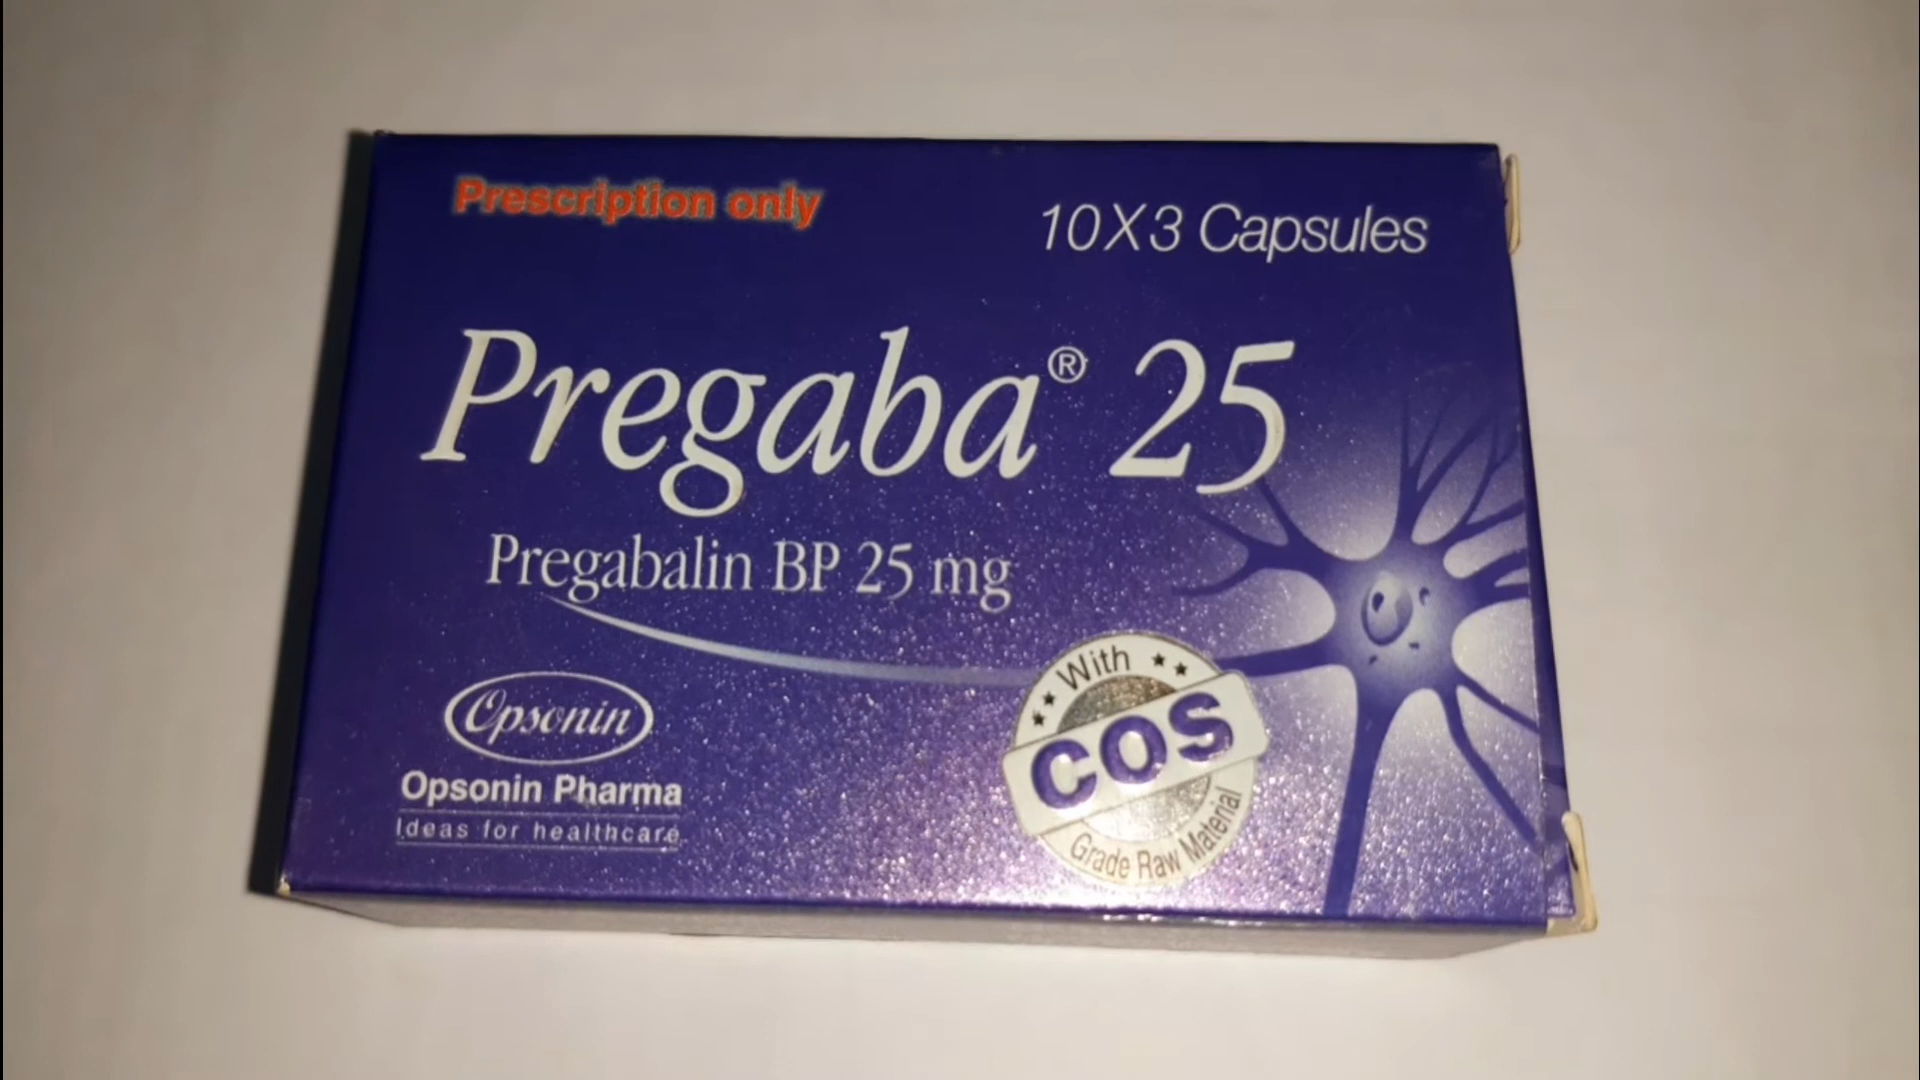 Prescription only
10X3 Capsules
Pregaba® 25
Pregabalin BP 25 mg
Opsonin
Opsonin Pharma
Ideas for healthcare
With
COS
Grade Raw Material